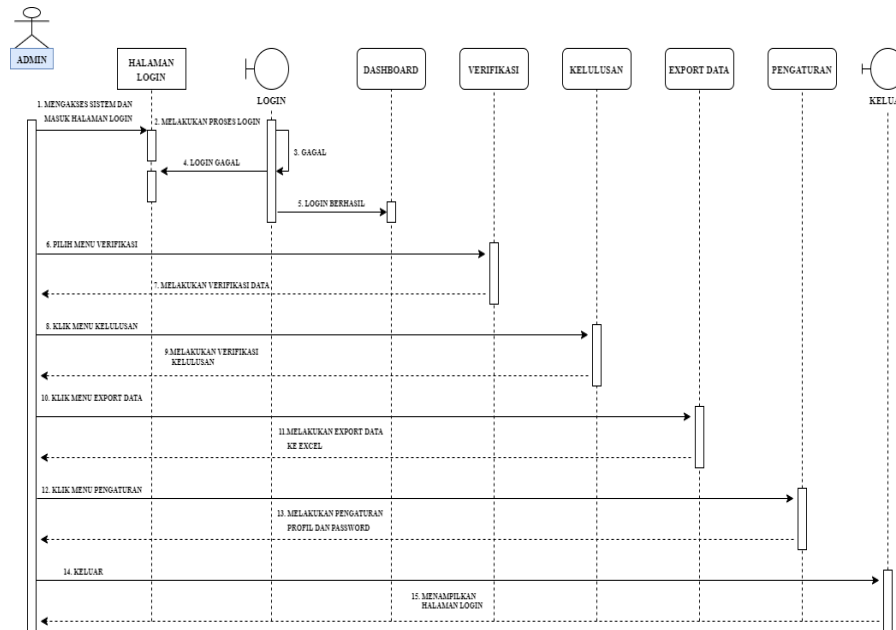 ADMIN
HALAMAN
LOGIN
LOGIN
DASHBOARD
VERIFIKASI
KELULUSAN
EXPORT DATA
PENGATURAN
1. MENGAKSES SISTEM DAN
MASUK HALAMAN LOGIN
2. MELAKUKAN PROSES LOGIN
3. GAGAL
4. LOGIN GAGAL
5. LOGIN BERHASIL
6. PILIH MENU VERIFIKASI
7. MELAKUKAN VERIFIKASI DATA
8. KLIK MENU KELULUSAN
9.MELAKUKAN VERIFIKASI
KELULUSAN
10. KLIK MENU EXPORT DATA
11.MELAKUKAN EXPORT DATA
KE EXCEL
12. KLIK MENU PENGATURAN
13. MELAKUKAN PENGATURAN
PROFIL DAN PASSWORD
14. KELUAR
15. MENAMPILKAN
HALAMAN LOGIN